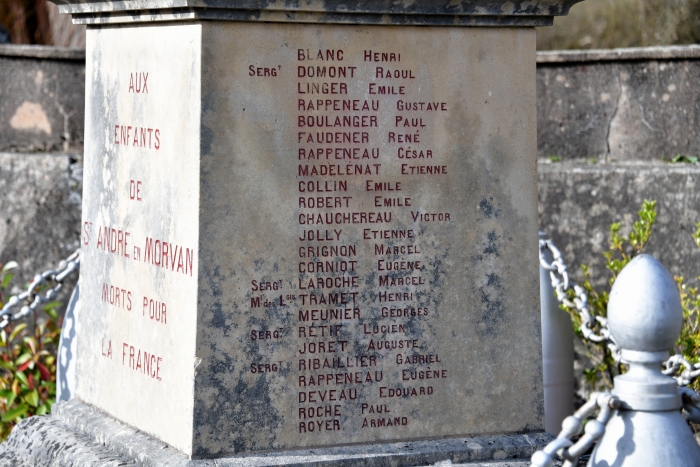 AUX
ENFANTS
DE
St ANDRE EN MORVAN
MORTS POUR
LA FRANCE
BLANC HENRI
SERGT DOMONT RAOUL
LINGER EMILE
RAPPENEAU GUSTAVE
BOULANGER PAUL
FAUDENER RENÉ
RAPPENEAU CÉSAR
MADELENAT ETIENNE
COLLIN EMILE
ROBERT EMILE
CHAUCHEREAU VICTOR
JOLLY ETIENNE
GRIGNON MARCEL
CORNIOT EUGÈNE
SERGT LAROCHE MARCEL
MAL DES LGIS TRAMET HENRI
MEUNIER GEORGES
SERGT RÉTIF LUCIEN
JORET AUGUSTE
SERGT RIBAILLIER GABRIEL
RAPPENEAU EUGÈNE
DEVEAU EDOUARD
ROCHE PAUL
ROYER ARMAND